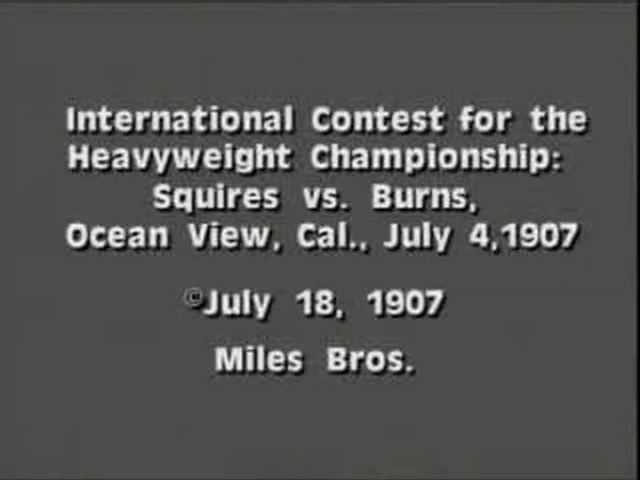 International Contest for the
Heavyweight Championship:
Squires vs. Burns,
Ocean View, Cal., July 4,1907
©July 18, 1907
Miles Bros.